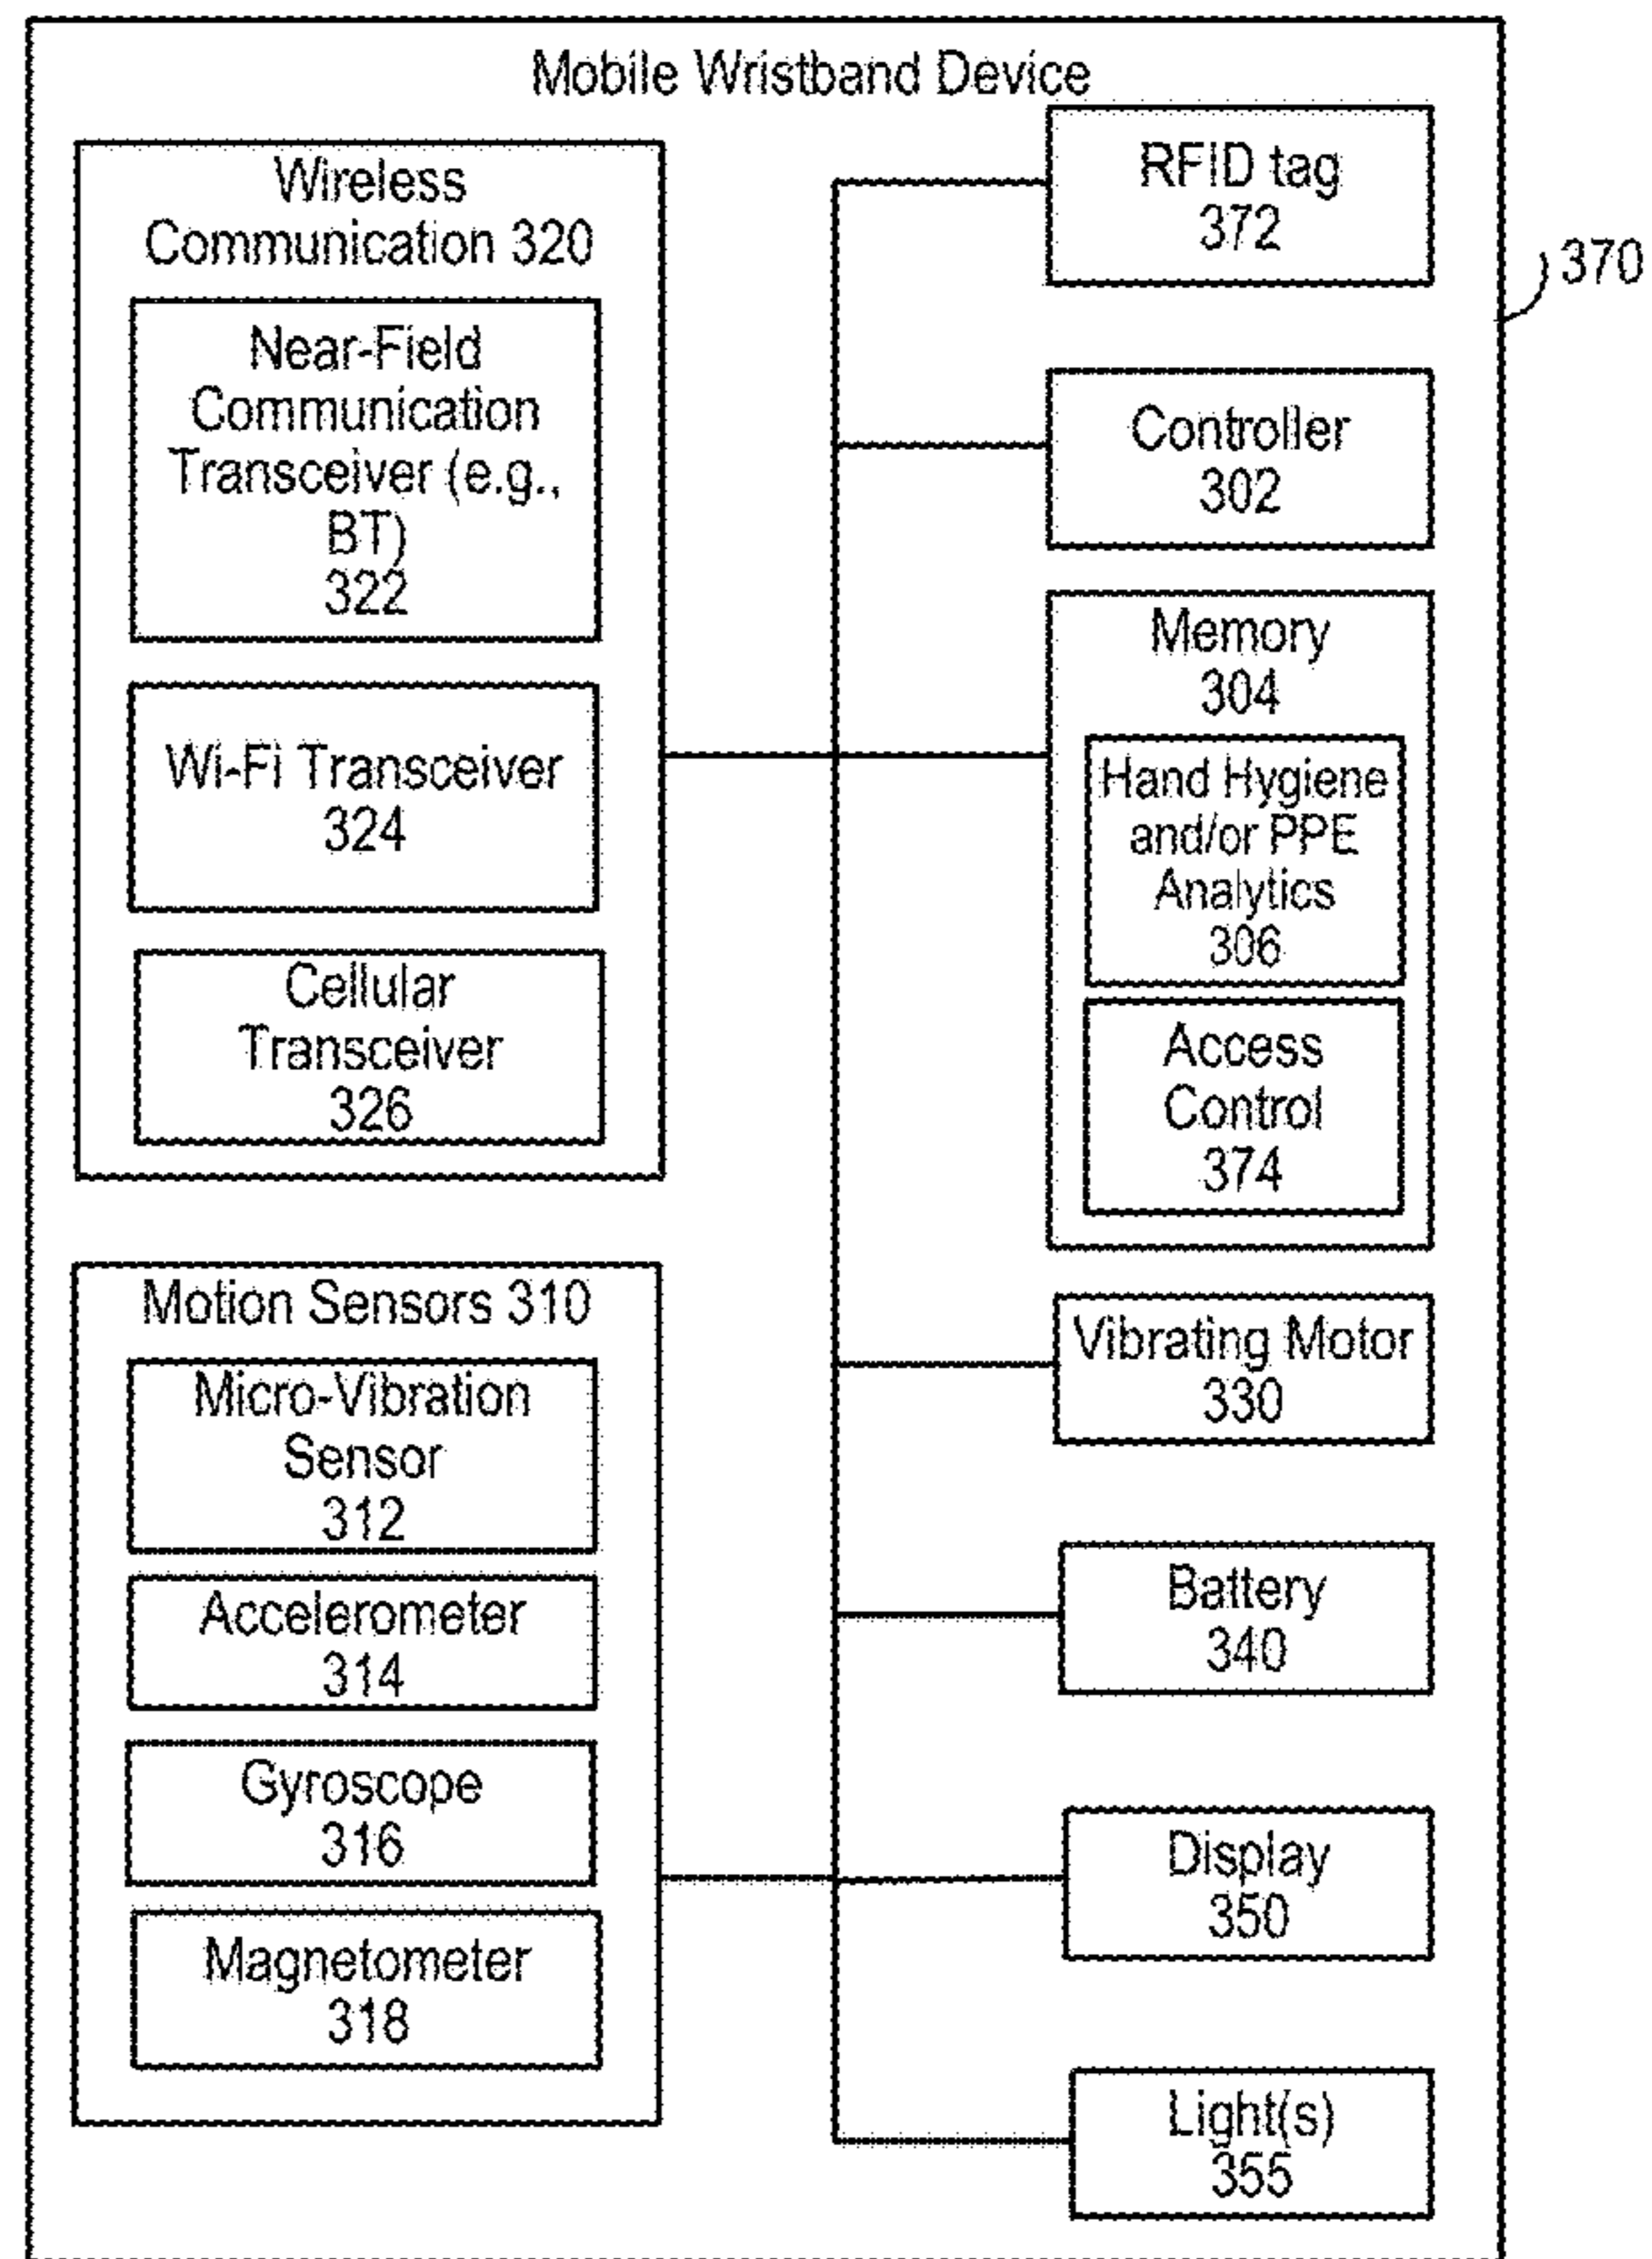 Mobile Wristband Device
Wireless
Communication 320
Near-Field
Communication
Transceiver (e.g.,
BT)
322
Wi-Fi Transceiver
324
Cellular
Transceiver
326
Motion Sensors 310
Micro-Vibration
Sensor
312
Accelerometer
314
Gyroscope
316
Magnetometer
318
RFID tag
372
Controller
302
Memory
304
Hand Hygiene
and/or PPE
Analytics
306
Access
Control
374
Vibrating Motor
330
Battery
340
Display
350
Light(s)
355
370